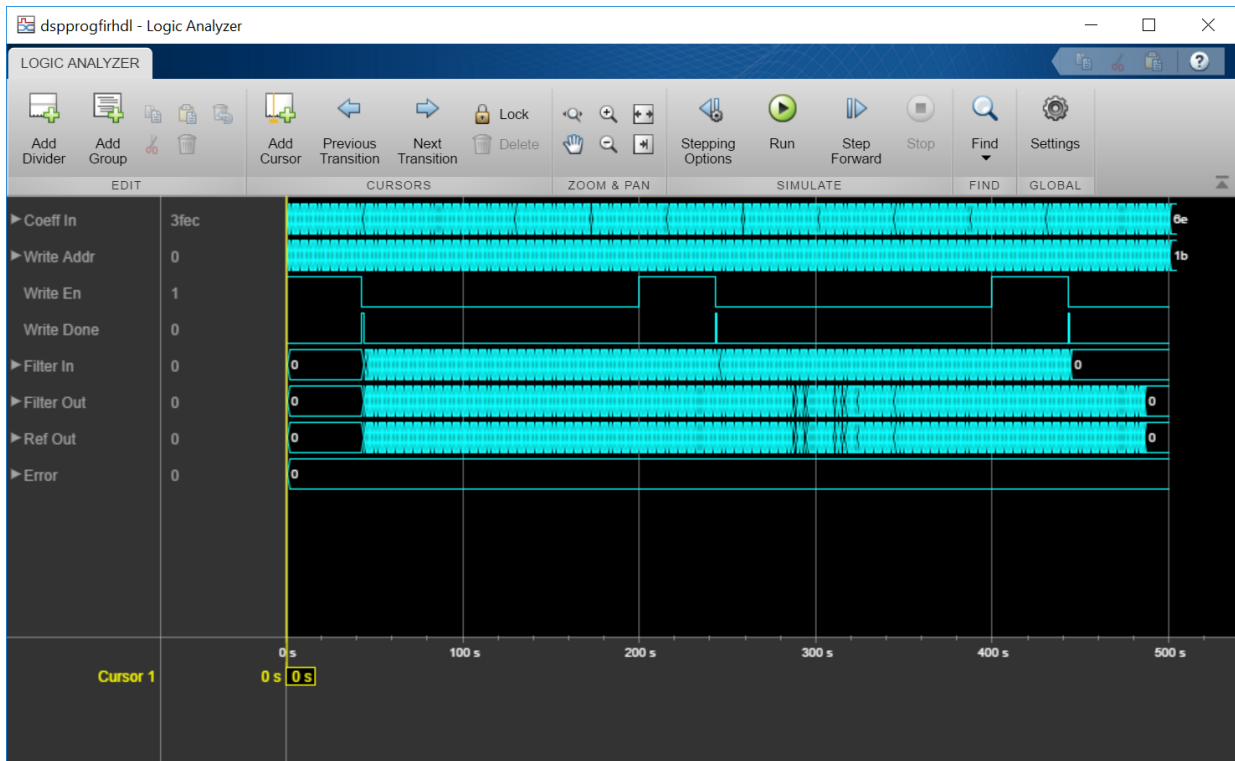 dspprogfirhdl - Logic Analyzer
LOGIC ANALYZER
?
Add Divider
Add Group
Add Cursor
Previous Transition
Next Transition
Lock
Delete
Stepping Options
Run
Step Forward
Stop
Find
Settings
EDIT
CURSORS
ZOOM & PAN
SIMULATE
FIND
GLOBAL
Coeff In 3fec 6e
Write Addr 0 1b
Write En 1
Write Done 0
Filter In 0 0 0
Filter Out 0 0 0
Ref Out 0 0 0
Error 0 0
0 s 100 s 200 s 300 s 400 s 500 s
Cursor 1 0 s 0 s